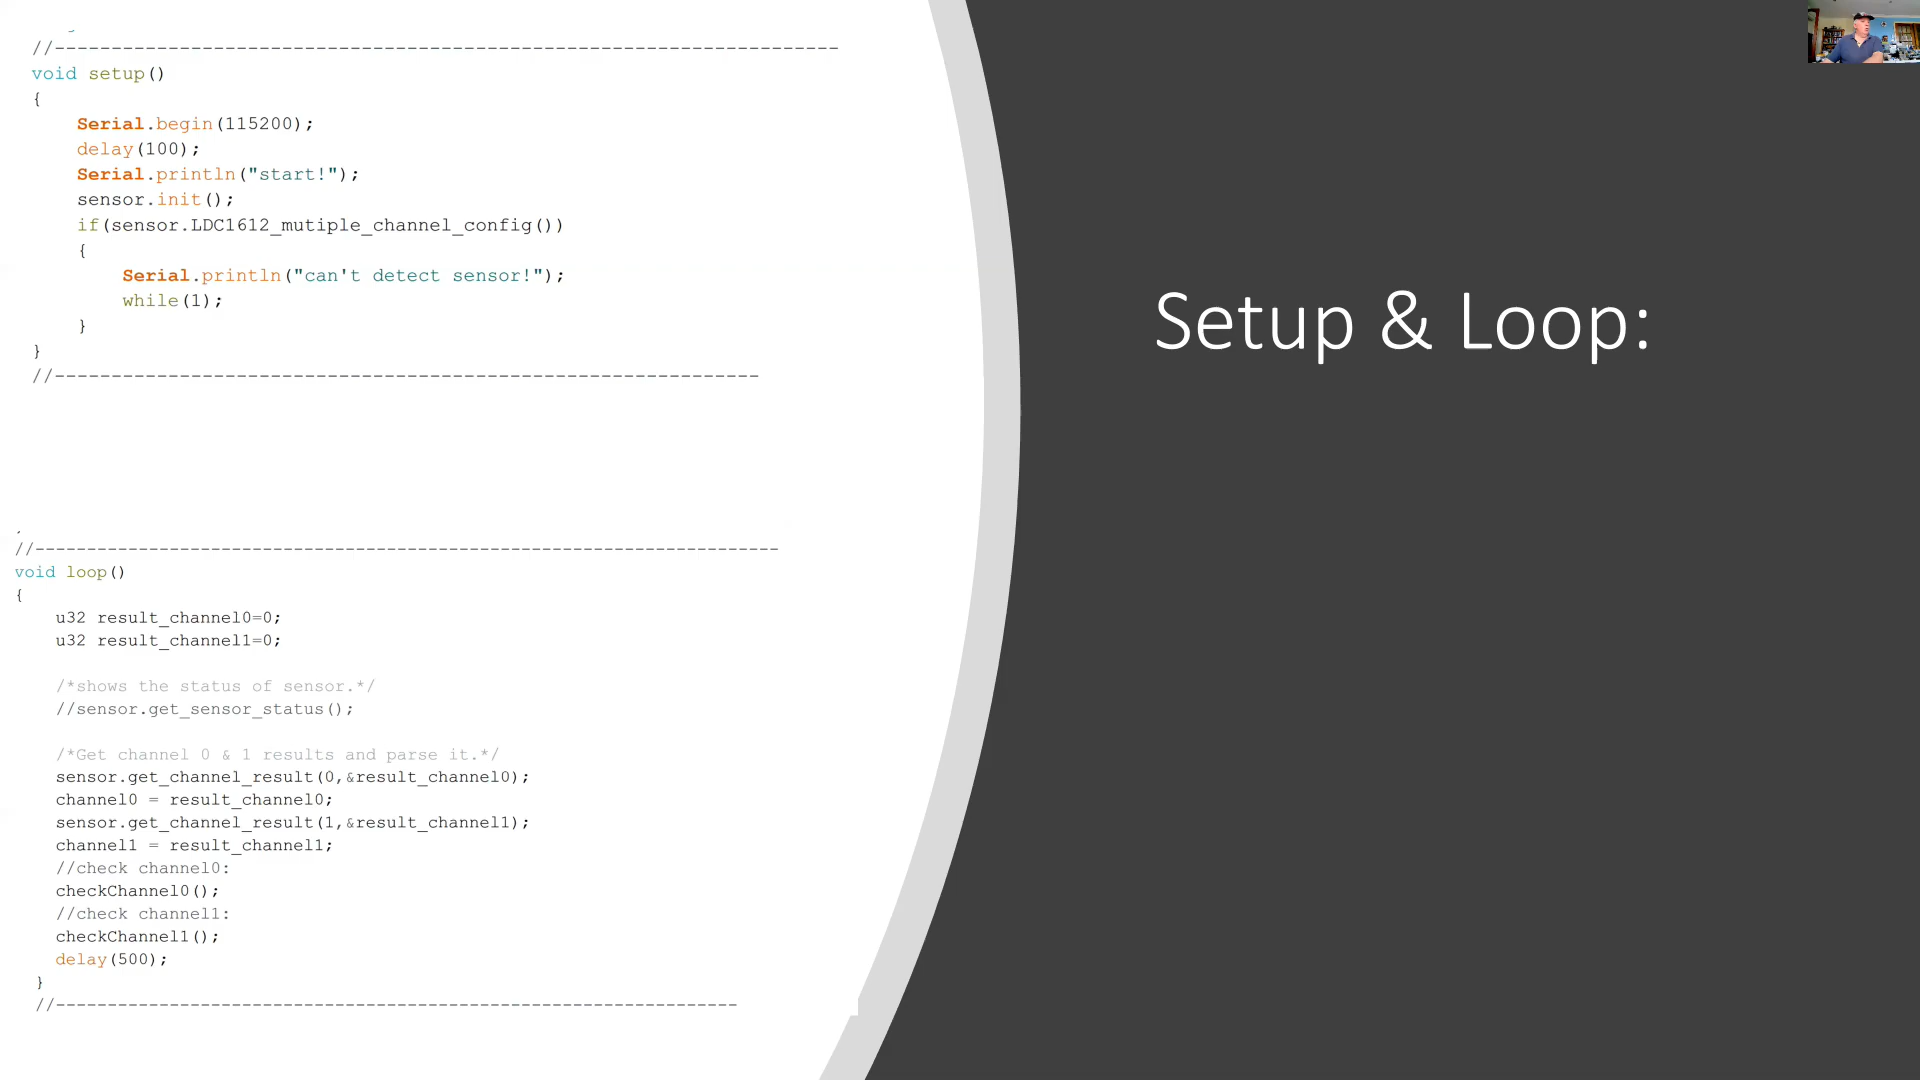 //---------------------------------------------------------------------
void setup()
{
Serial.begin(115200);
delay(100);
Serial.println("start!");
sensor.init();
if(sensor.LDC1612_mutiple_channel_config())
{
Serial.println("can't detect sensor!");
while(1);
}
}
//--------------------------------------------------------------
Setup & Loop:
//------------------------------------------------------------------------
void loop()
{
u32 result_channel0=0;
u32 result_channel1=0;
/*shows the status of sensor.*/
//sensor.get_sensor_status();
/*Get channel 0 & 1 results and parse it.*/
sensor.get_channel_result(0,&result_channel0);
channel0 = result_channel0;
sensor.get_channel_result(1,&result_channel1);
channel1 = result_channel1;
//check channel0:
checkChannel0();
//check channel1:
checkChannel1();
delay(500);
}
//------------------------------------------------------------------